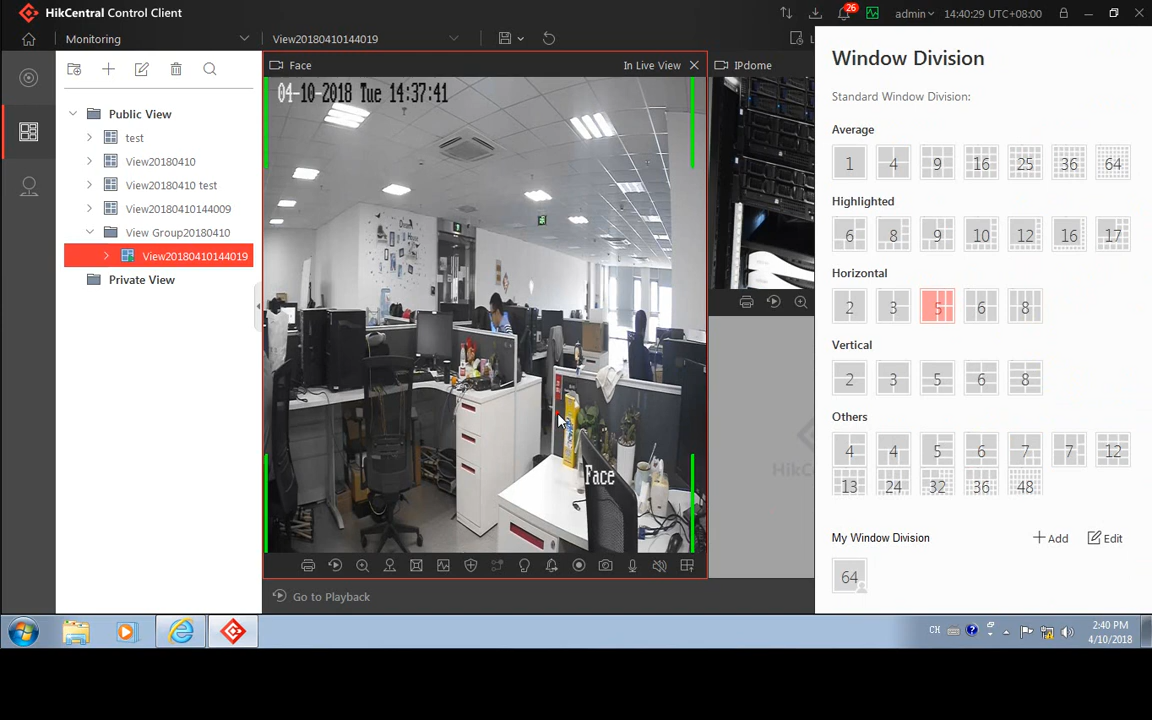 HikCentral Control Client
26
admin
14:40:29 UTC+08:00
Monitoring
View20180410144019
L
Public View
test
View20180410
View20180410 test
View20180410144009
View Group20180410
View20180410144019
Private View
Face
In Live View
IPdome
04-10-2018 Tue 14:37:41
Face
HikC
Go to Playback
Window Division
Standard Window Division:
Average
1 4 9 16 25 36 64
Highlighted
6 8 9 10 12 16 17
Horizontal
2 3 5 6 8
Vertical
2 3 5 6 8
Others
4 4 5 6 7 7 12
13 24 32 36 48
My Window Division
Add
Edit
64
CH
2:40 PM
4/10/2018